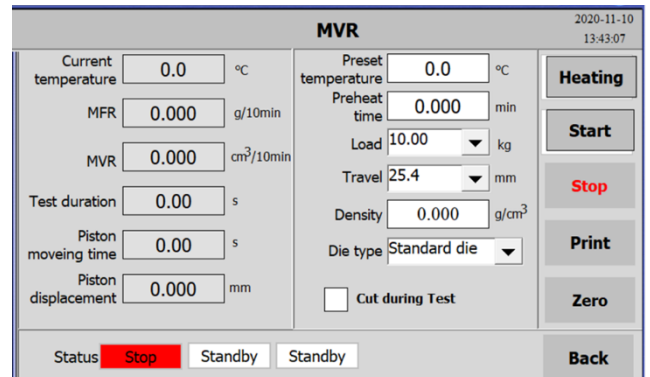 MVR
2020-11-10
13:43:07
Current temperature 0.0 ℃
MFR 0.000 g/10min
MVR 0.000 cm³/10min
Test duration 0.00 s
Piston moveing time 0.00 s
Piston displacement 0.000 mm
Preset temperature 0.0 ℃
Preheat time 0.000 min
Load 10.00 kg
Travel 25.4 mm
Density 0.000 g/cm³
Die type Standard die
Cut during Test
Heating
Start
Stop
Print
Zero
Status Stop Standby Standby
Back